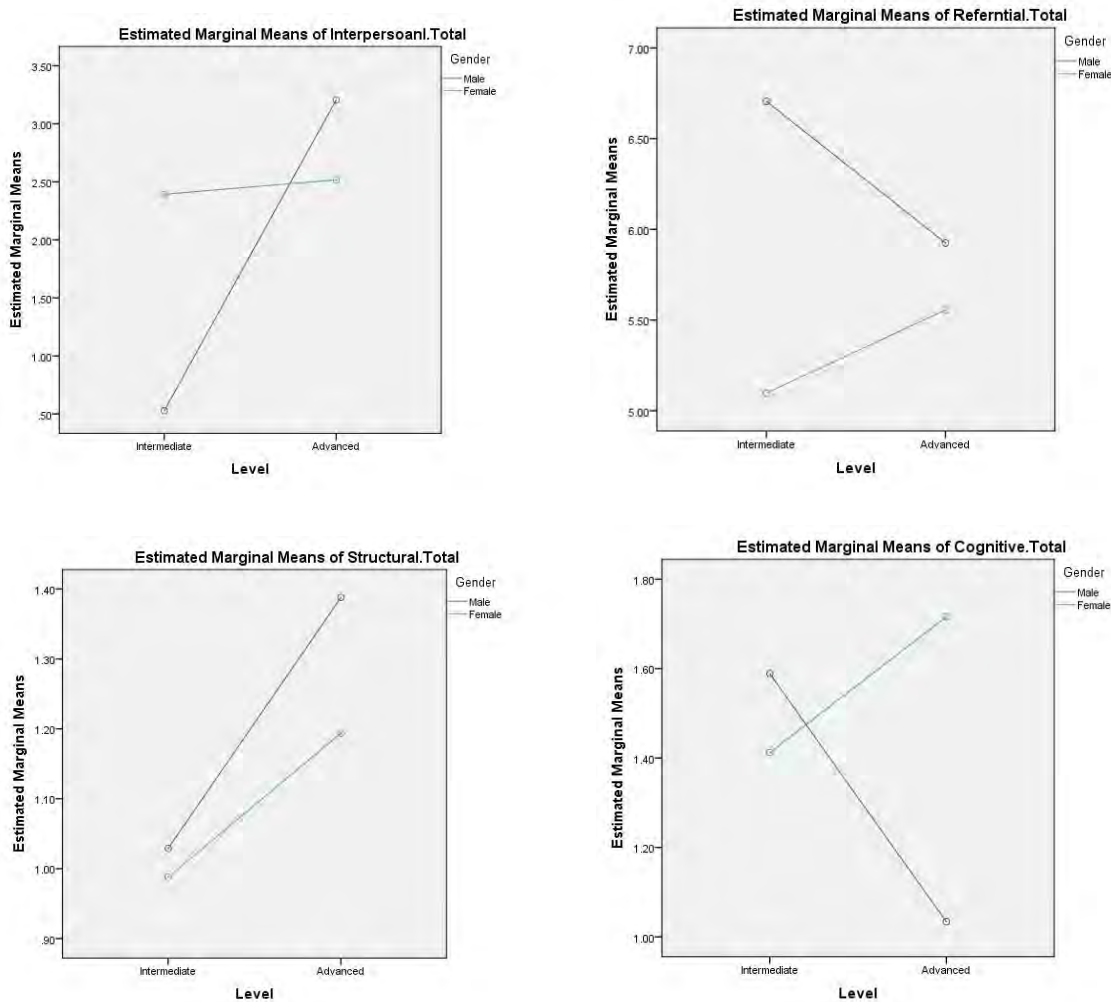 Estimated Marginal Means of Interpersoanl.Total
Gender
Male
Female
Estimated Marginal Means
3.50
3.00
2.50
2.00
1.50
1.00
.50
Intermediate
Advanced
Level
Estimated Marginal Means of Referntial.Total
Gender
Male
Female
Estimated Marginal Means
7.00
6.50
6.00
5.50
5.00
Intermediate
Advanced
Level
Estimated Marginal Means of Structural.Total
Gender
Male
Female
Estimated Marginal Means
1.40
1.30
1.20
1.10
1.00
.90
Intermediate
Advanced
Level
Estimated Marginal Means of Cognitive.Total
Gender
Male
Female
Estimated Marginal Means
1.80
1.60
1.40
1.20
1.00
Intermediate
Advanced
Level